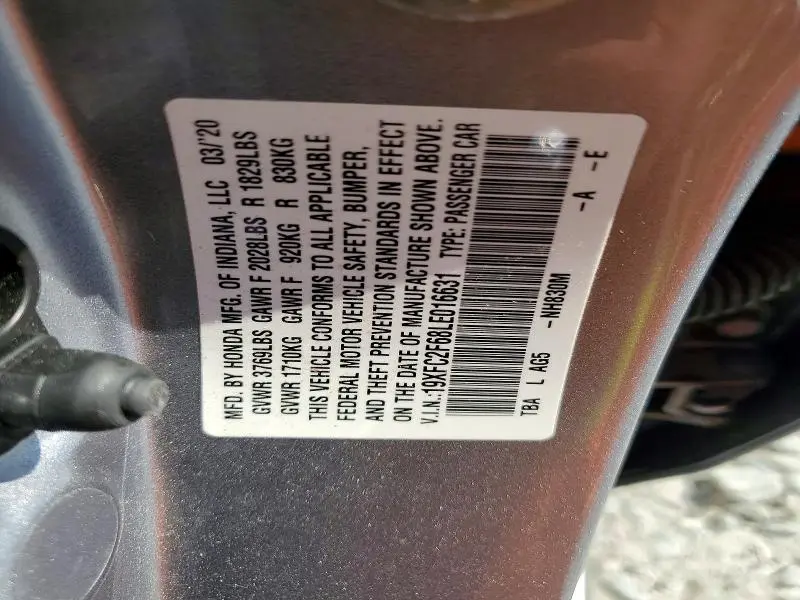 MFD. BY HONDA MFG. OF INDIANA, LLC 03/'20
GVWR 3769LBS GAWR F 2028LBS R 1829LBS
GVWR 1710KG GAWR F 920KG R 830KG
THIS VEHICLE CONFORMS TO ALL APPLICABLE
FEDERAL MOTOR VEHICLE SAFETY, BUMPER,
AND THEFT PREVENTION STANDARDS IN EFFECT
ON THE DATE OF MANUFACTURE SHOWN ABOVE.
V.I.N.:19XFC2F68LE016631 TYPE: PASSENGER CAR
TBA L AG5 -NH830M -A -E